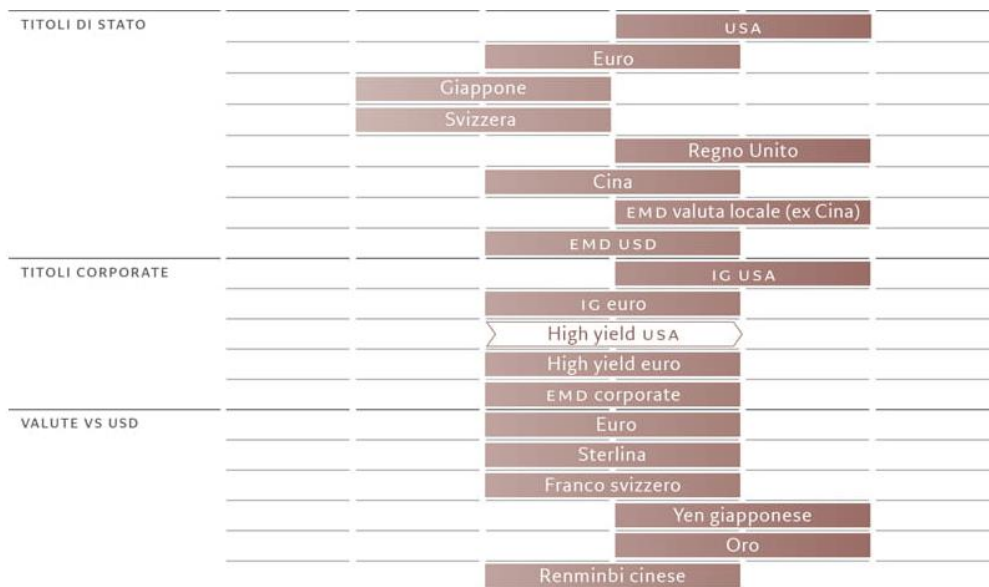 TITOLI DI STATO USA
Euro
Giappone
Svizzera
Regno Unito
Cina
EMD valuta locale (ex Cina)
EMD USD
TITOLI CORPORATE IG USA
IG euro
High yield USA
High yield euro
EMD corporate
VALUTE VS USD Euro
Sterlina
Franco svizzero
Yen giapponese
Oro
Renminbi cinese